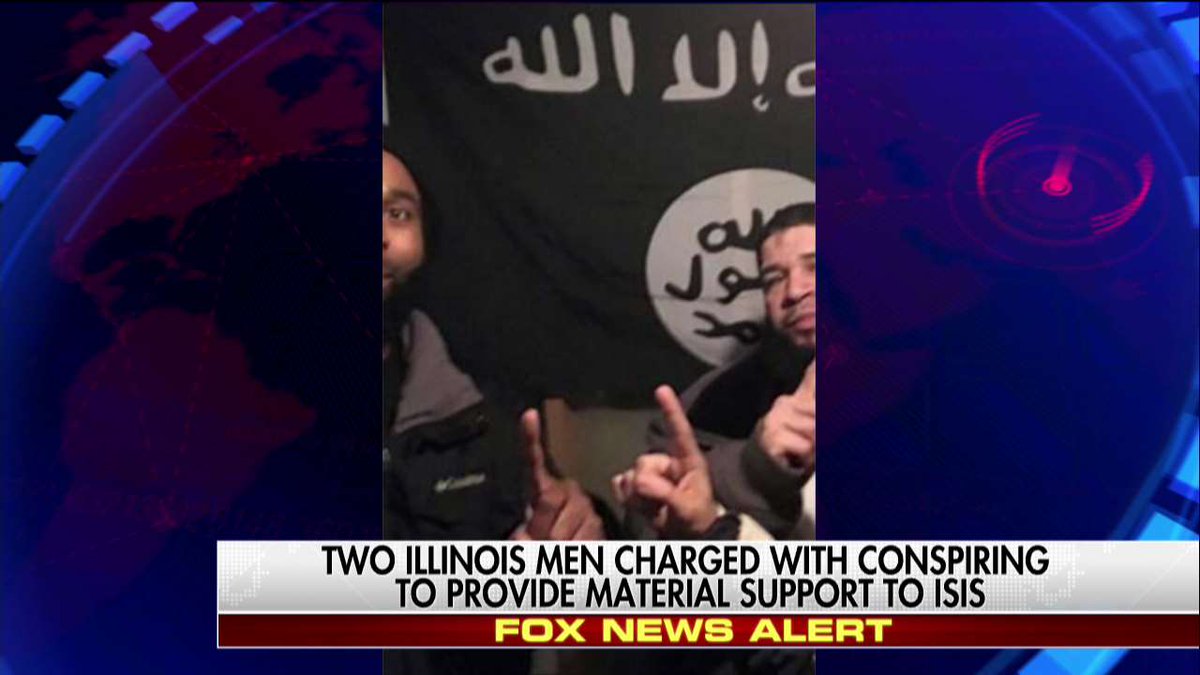 ه إلا الله
الله
رسول
محمد
Columbia
TWO ILLINOIS MEN CHARGED WITH CONSPIRING
TO PROVIDE MATERIAL SUPPORT TO ISIS
FOX NEWS ALERT